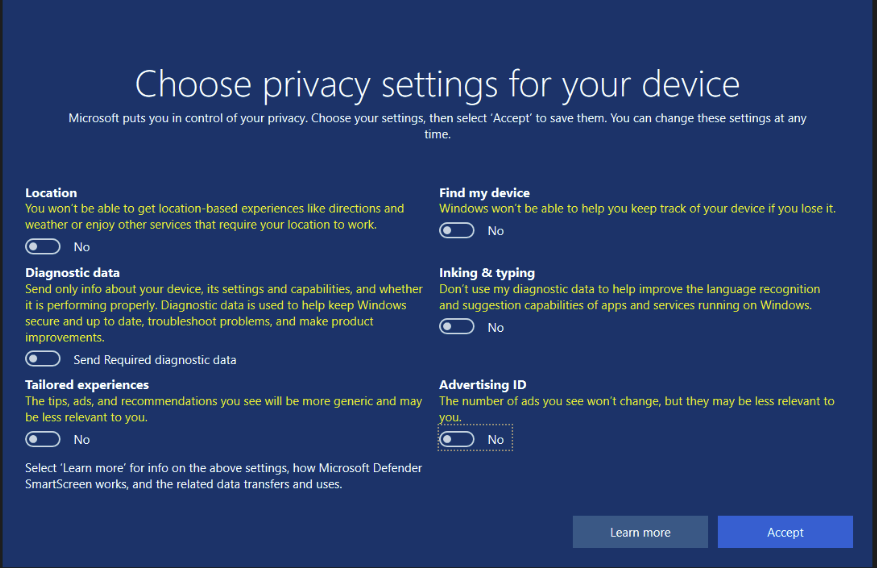 Choose privacy settings for your device
Microsoft puts you in control of your privacy. Choose your settings, then select ‘Accept’ to save them. You can change these settings at any
time.
Location
You won’t be able to get location-based experiences like directions and
weather or enjoy other services that require your location to work.
No
Diagnostic data
Send only info about your device, its settings and capabilities, and whether
it is performing properly. Diagnostic data is used to help keep Windows
secure and up to date, troubleshoot problems, and make product
improvements.
Send Required diagnostic data
Tailored experiences
The tips, ads, and recommendations you see will be more generic and may
be less relevant to you.
No
Select ‘Learn more’ for info on the above settings, how Microsoft Defender
SmartScreen works, and the related data transfers and uses.
Find my device
Windows won’t be able to help you keep track of your device if you lose it.
No
Inking & typing
Don’t use my diagnostic data to help improve the language recognition
and suggestion capabilities of apps and services running on Windows.
No
Advertising ID
The number of ads you see won’t change, but they may be less relevant to
you.
No
Learn more
Accept